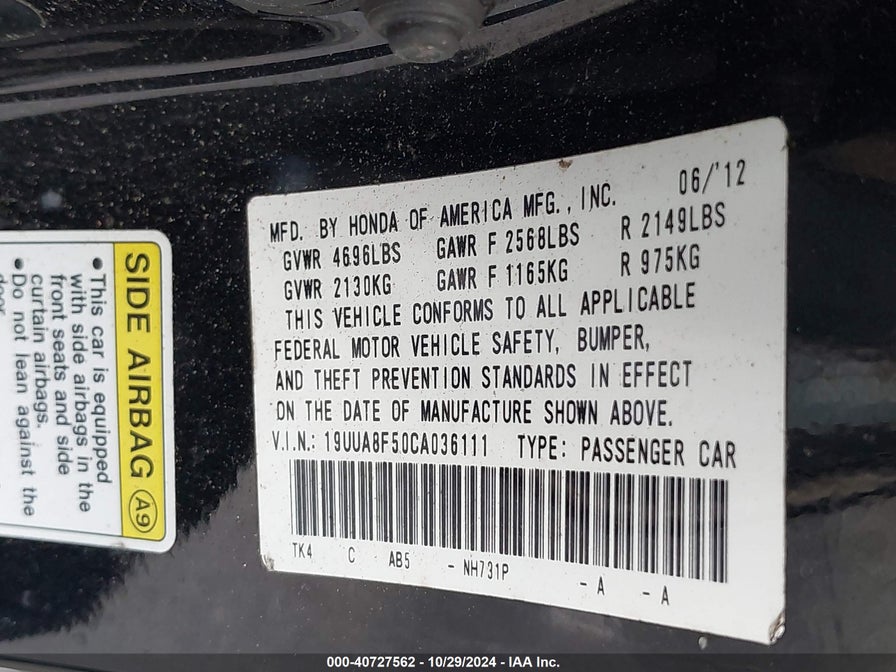 06/'12
MFD. BY HONDA OF AMERICA MFG., INC.
GVWR 4696LBS GAWR F 2568LBS R 2149LBS
GVWR 2130KG GAWR F 1165KG R 975KG
THIS VEHICLE CONFORMS TO ALL APPLICABLE
FEDERAL MOTOR VEHICLE SAFETY, BUMPER,
AND THEFT PREVENTION STANDARDS IN EFFECT
ON THE DATE OF MANUFACTURE SHOWN ABOVE.
V.I.N.: 19UUA8F50CA036111 TYPE: PASSENGER CAR
TK4 C AB5 - NH731P - A - A
SIDE AIRBAG A9
• This car is equipped
with side airbags in the
front seats and side
curtain airbags.
• Do not lean against the
door.
000-40727562 - 10/29/2024 - IAA Inc.